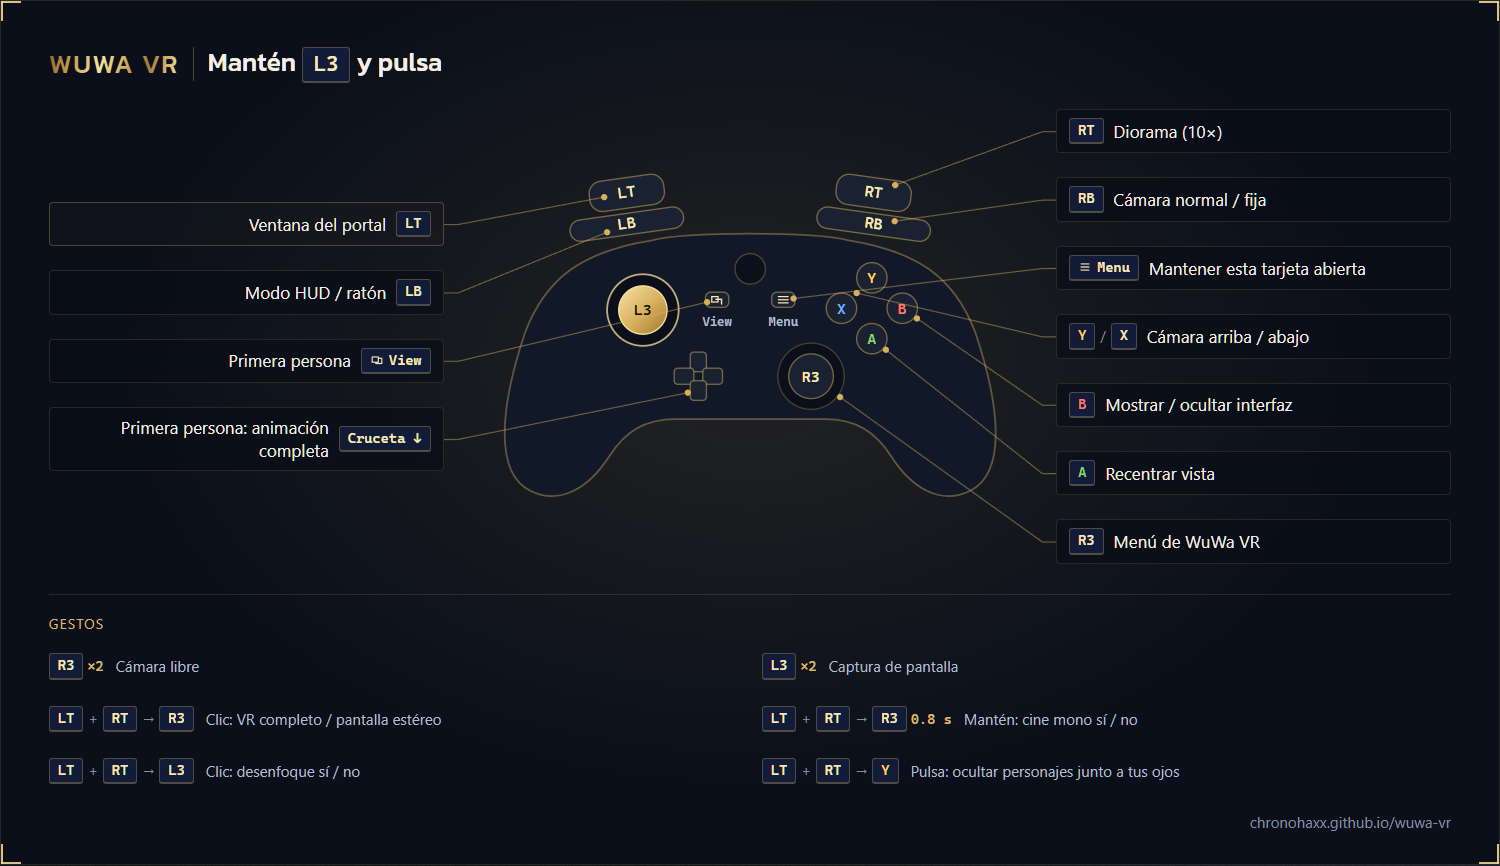 WUWA VR
Mantén L3 y pulsa
Ventana del portal LT
Modo HUD / ratón LB
Primera persona View
Primera persona: animación
completa
Cruceta ↓
LT
LB
RT
RB
L3
View
Menu
Y
X
B
A
R3
RT Diorama (10×)
RB Cámara normal / fija
≡ Menu Mantener esta tarjeta abierta
Y / X Cámara arriba / abajo
B Mostrar / ocultar interfaz
A Recentrar vista
R3 Menú de WuWa VR
GESTOS
R3 ×2 Cámara libre
LT + RT → R3 Clic: VR completo / pantalla estéreo
LT + RT → L3 Clic: desenfoque sí / no
L3 ×2 Captura de pantalla
LT + RT → R3 0.8 s Mantén: cine mono sí / no
LT + RT → Y Pulsa: ocultar personajes junto a tus ojos
chronohaxx.github.io/wuwa-vr